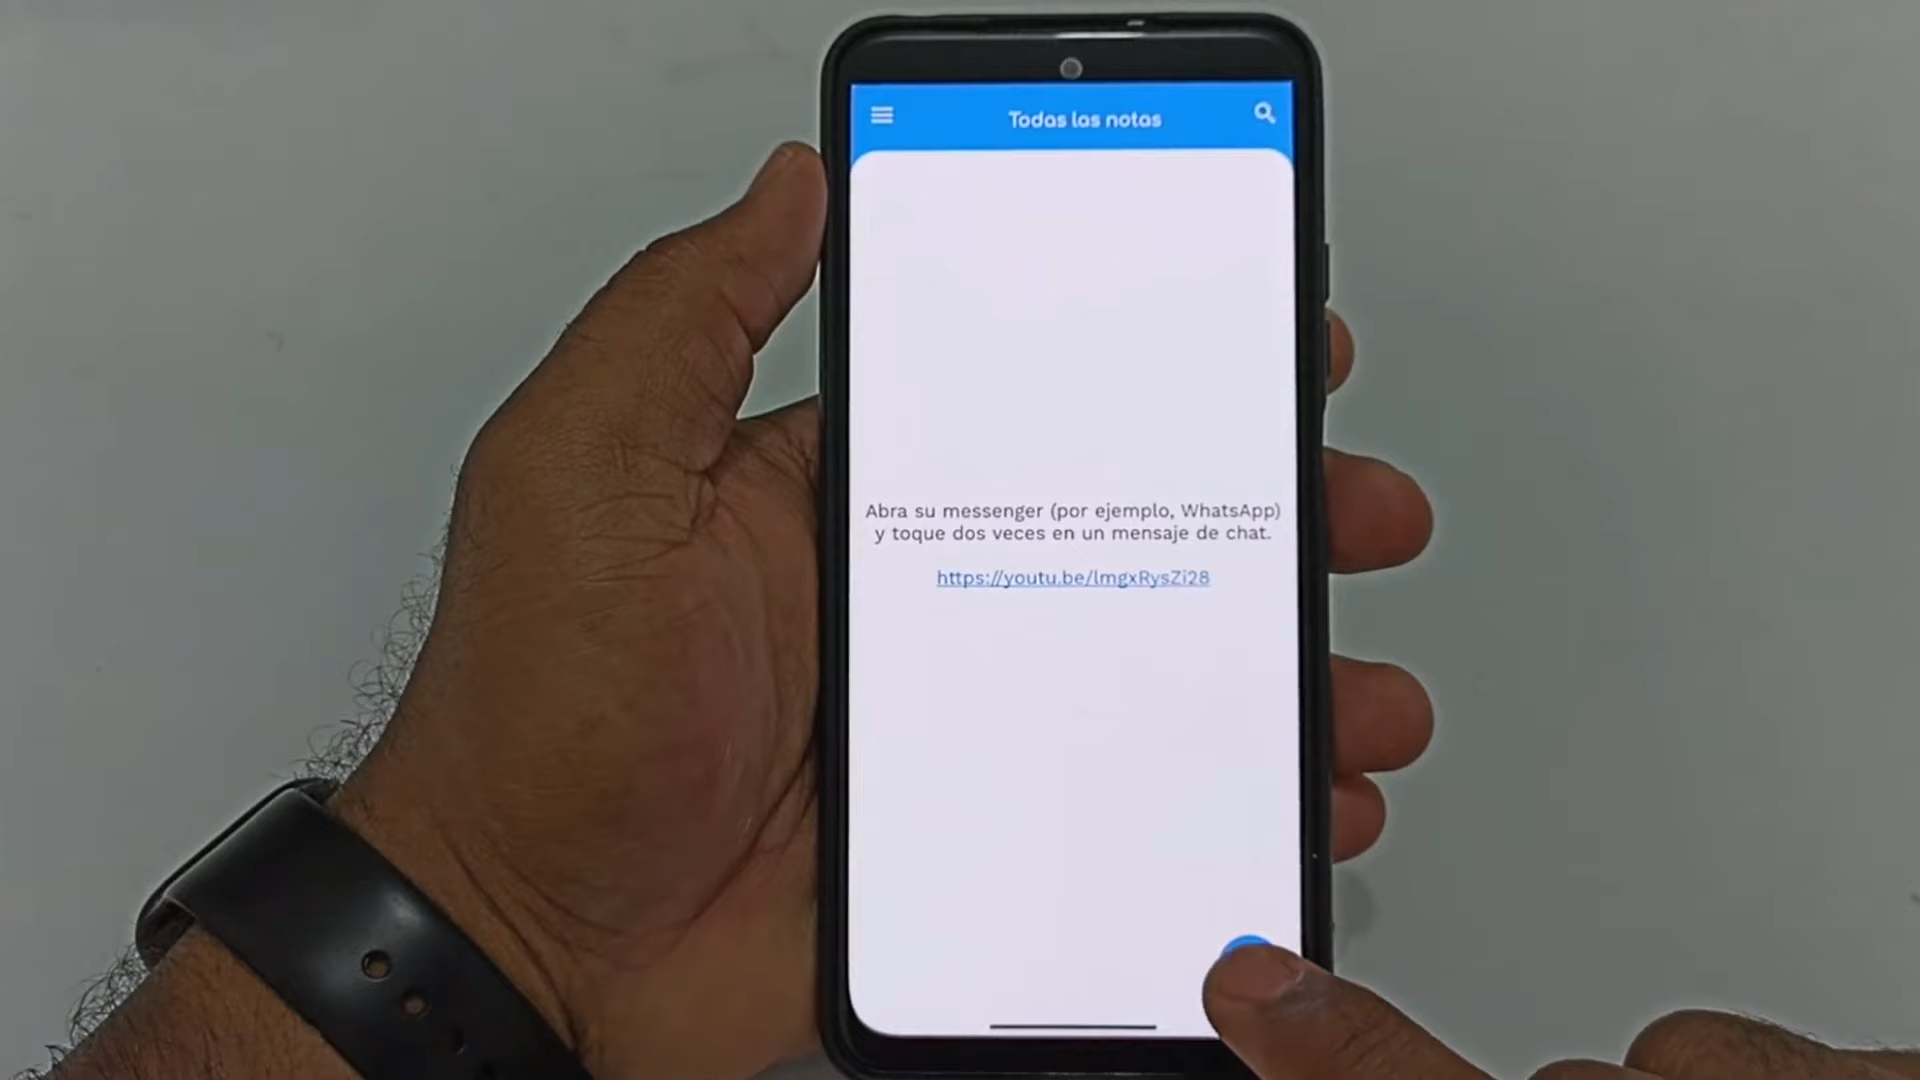 Todas las notas
Abra su messenger (por ejemplo, WhatsApp)
y toque dos veces en un mensaje de chat.
https://youtu.be/lmgxRysZi28